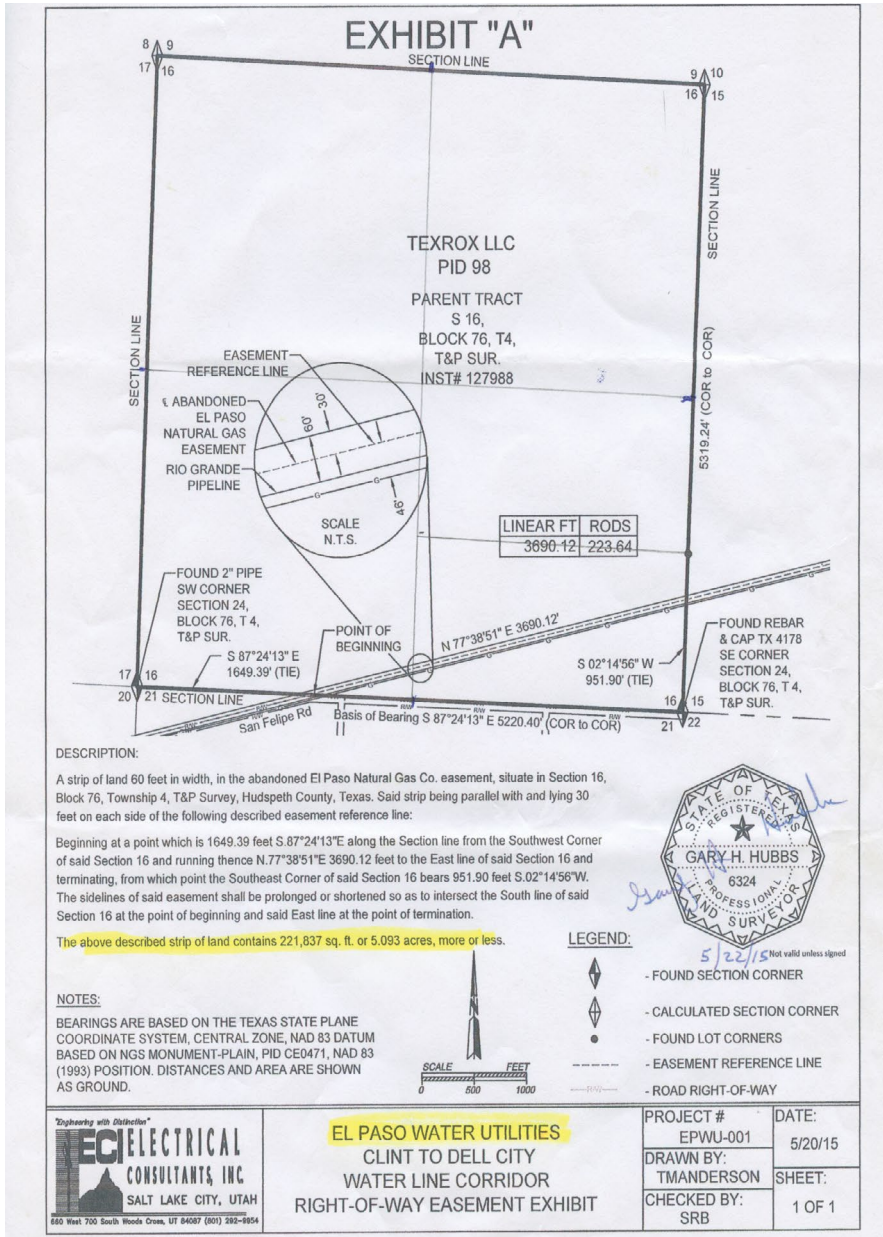 EXHIBIT "A"
SECTION LINE
8 9
17 16
9 10
16 15
SECTION LINE
SECTION LINE
TEXROX LLC
PID 98
PARENT TRACT
S 16,
BLOCK 76, T4,
T&P SUR.
INST# 127988
5319.24' (COR to COR)
EASEMENT
REFERENCE LINE
℄ ABANDONED
EL PASO
NATURAL GAS
EASEMENT
RIO GRANDE
PIPELINE
60'
30'
G G
46'
SCALE
N.T.S.
LINEAR FT RODS
3690.12 223.64
FOUND 2" PIPE
SW CORNER
SECTION 24,
BLOCK 76, T 4,
T&P SUR.
POINT OF
BEGINNING
N 77°38'51" E 3690.12'
S 87°24'13" E
1649.39' (TIE)
S 02°14'56" W
951.90' (TIE)
FOUND REBAR
& CAP TX 4178
SE CORNER
SECTION 24,
BLOCK 76, T 4,
T&P SUR.
17 16
20 21
SECTION LINE
16 15
21 22
San Felipe Rd
R/W R/W R/W
Basis of Bearing S 87°24'13" E 5220.40' (COR to COR)
DESCRIPTION:
A strip of land 60 feet in width, in the abandoned El Paso Natural Gas Co. easement, situate in Section 16,
Block 76, Township 4, T&P Survey, Hudspeth County, Texas. Said strip being parallel with and lying 30
feet on each side of the following described easement reference line:
Beginning at a point which is 1649.39 feet S.87°24'13"E along the Section line from the Southwest Corner
of said Section 16 and running thence N.77°38'51"E 3690.12 feet to the East line of said Section 16 and
terminating, from which point the Southeast Corner of said Section 16 bears 951.90 feet S.02°14'56"W.
The sidelines of said easement shall be prolonged or shortened so as to intersect the South line of said
Section 16 at the point of beginning and said East line at the point of termination.
The above described strip of land contains 221,837 sq. ft. or 5.093 acres, more or less.
STATE OF TEXAS
REGISTERED
GARY H. HUBBS
6324
PROFESSIONAL
LAND SURVEYOR
5/22/15
Not valid unless signed
LEGEND:
- FOUND SECTION CORNER
- CALCULATED SECTION CORNER
- FOUND LOT CORNERS
- EASEMENT REFERENCE LINE
R/W - ROAD RIGHT-OF-WAY
NOTES:
BEARINGS ARE BASED ON THE TEXAS STATE PLANE
COORDINATE SYSTEM, CENTRAL ZONE, NAD 83 DATUM
BASED ON NGS MONUMENT-PLAIN, PID CE0471, NAD 83
(1993) POSITION. DISTANCES AND AREA ARE SHOWN
AS GROUND.
SCALE FEET
0 500 1000
"Engineering with Distinction"
ECI ELECTRICAL
CONSULTANTS, INC.
SALT LAKE CITY, UTAH
660 West 700 South Woods Cross, UT 84087 (801) 292-9954
EL PASO WATER UTILITIES
CLINT TO DELL CITY
WATER LINE CORRIDOR
RIGHT-OF-WAY EASEMENT EXHIBIT
PROJECT #
EPWU-001
DRAWN BY:
TMANDERSON
CHECKED BY:
SRB
DATE:
5/20/15
SHEET:
1 OF 1